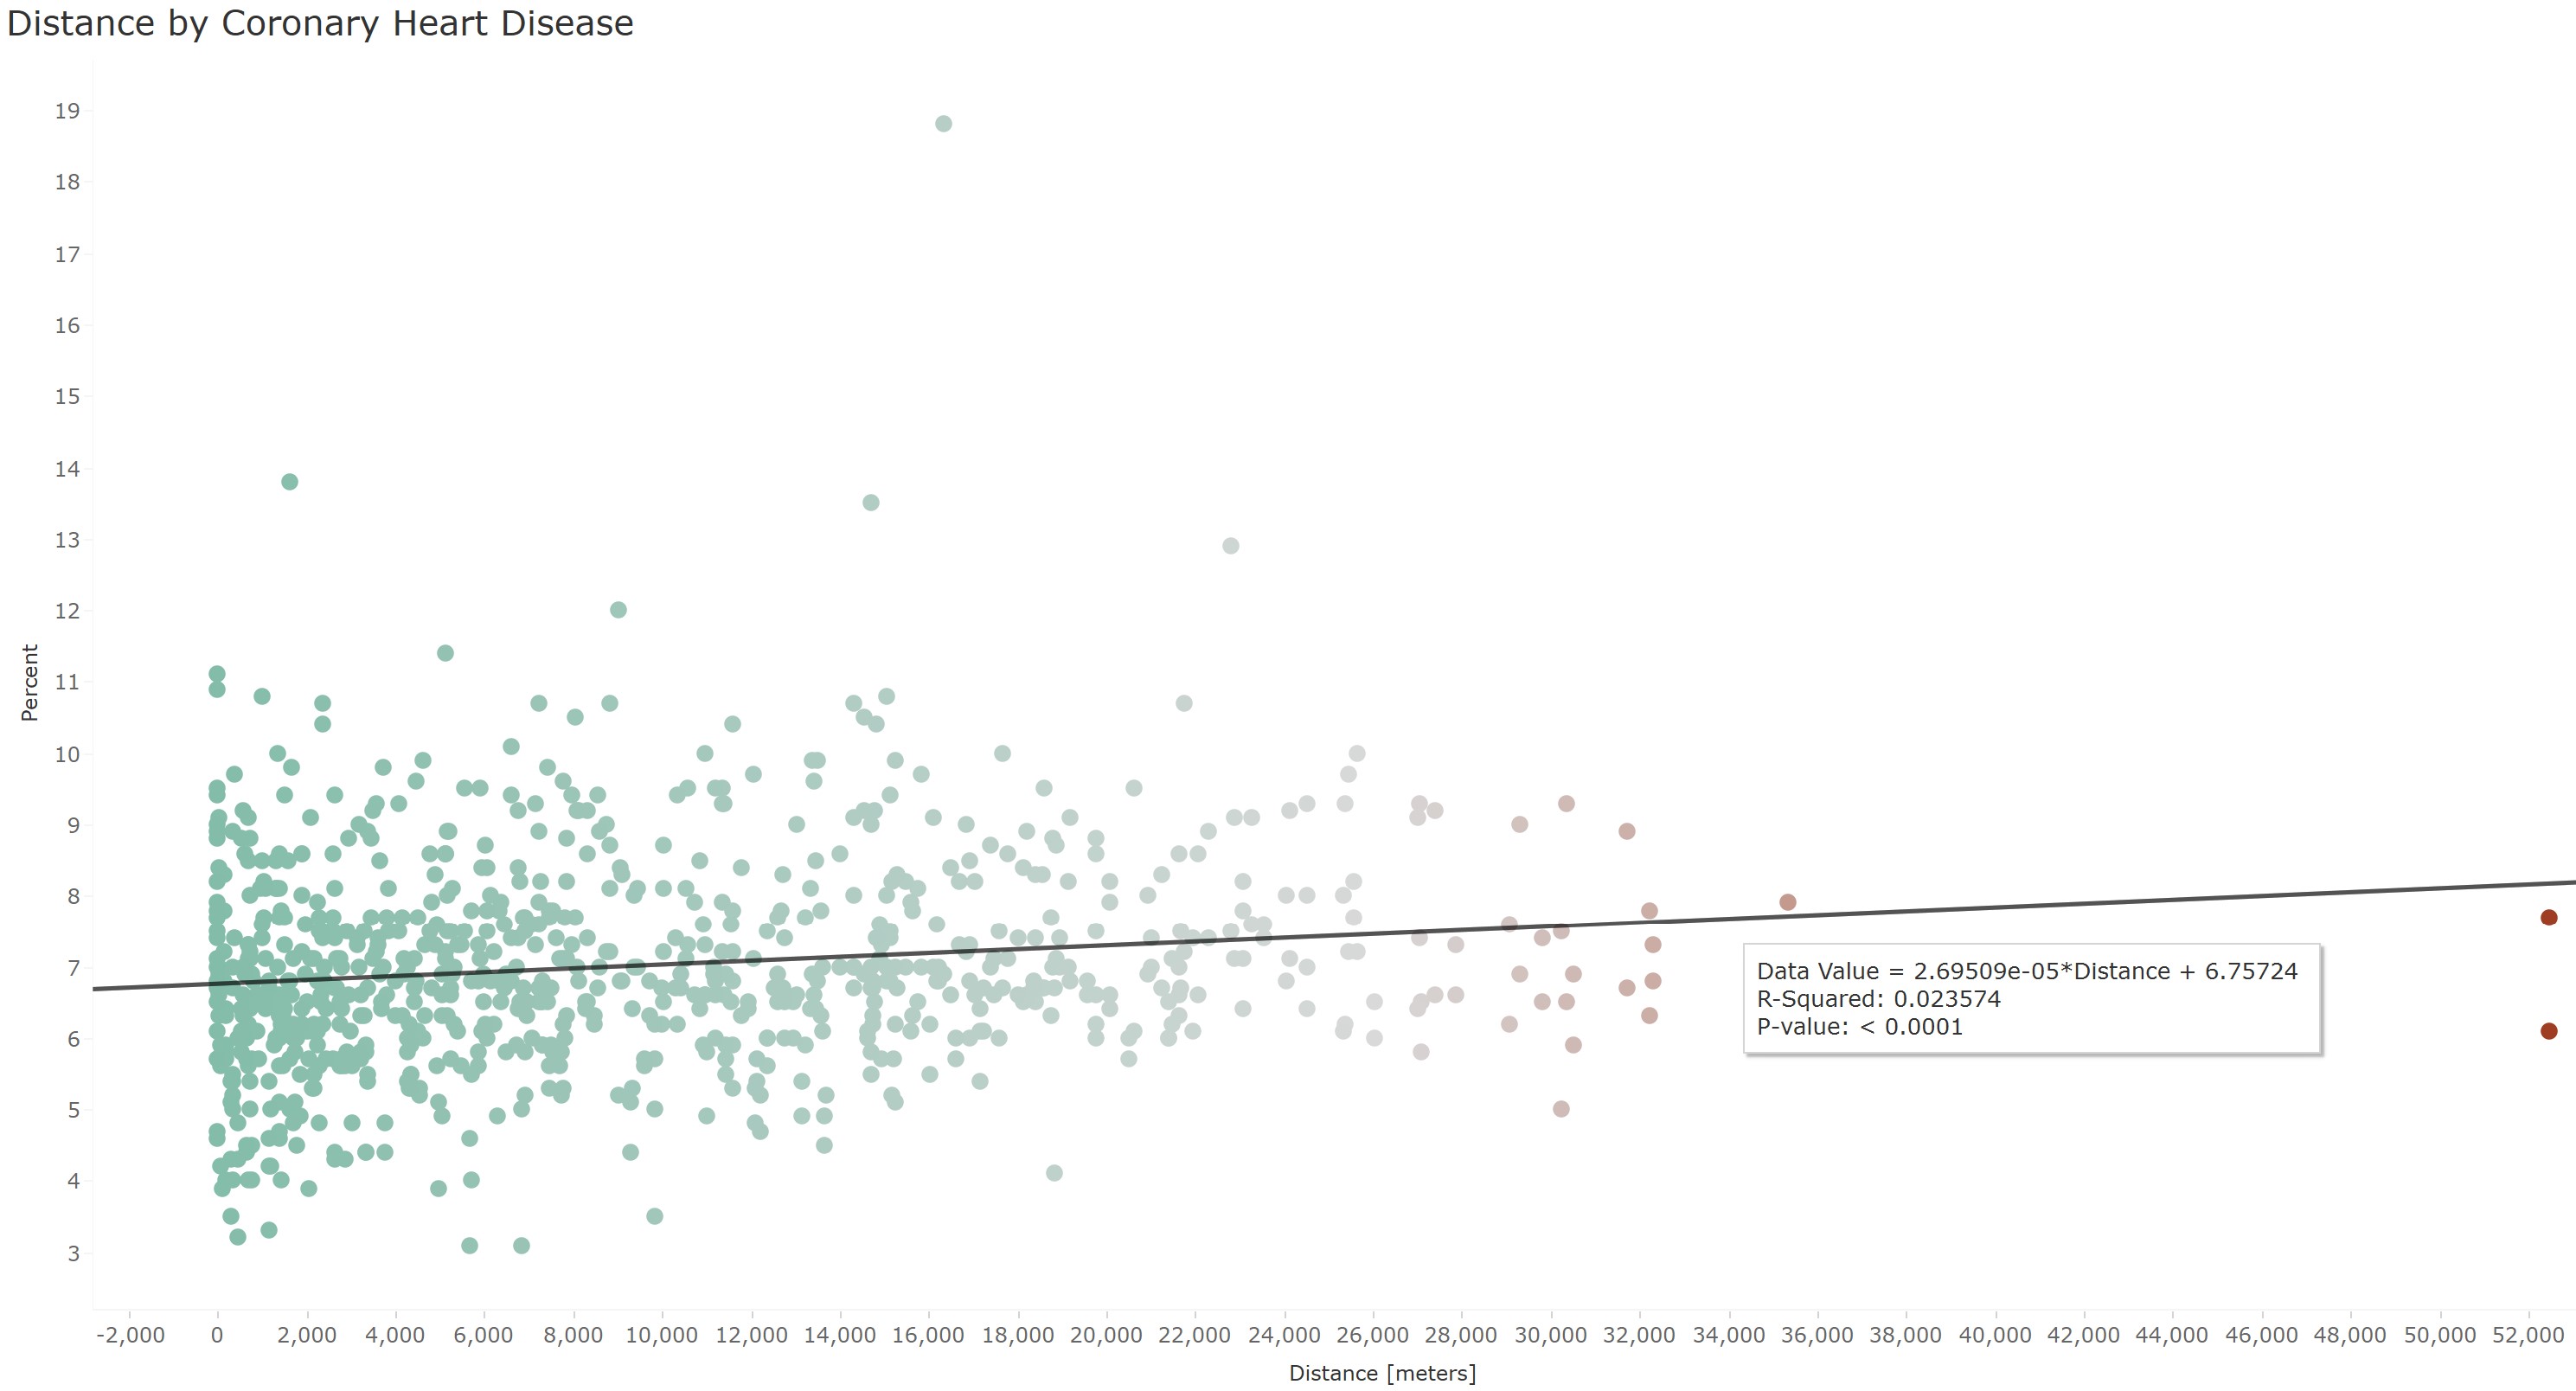 Distance by Coronary Heart Disease
19
18
17
16
15
14
13
12
11
10
9
8
7
6
5
4
3
Percent
Data Value = 2.69509e-05*Distance + 6.75724
R-Squared: 0.023574
P-value: < 0.0001
-2,000 0 2,000 4,000 6,000 8,000 10,000 12,000 14,000 16,000 18,000 20,000 22,000 24,000 26,000 28,000 30,000 32,000 34,000 36,000 38,000 40,000 42,000 44,000 46,000 48,000 50,000 52,000
Distance [meters]